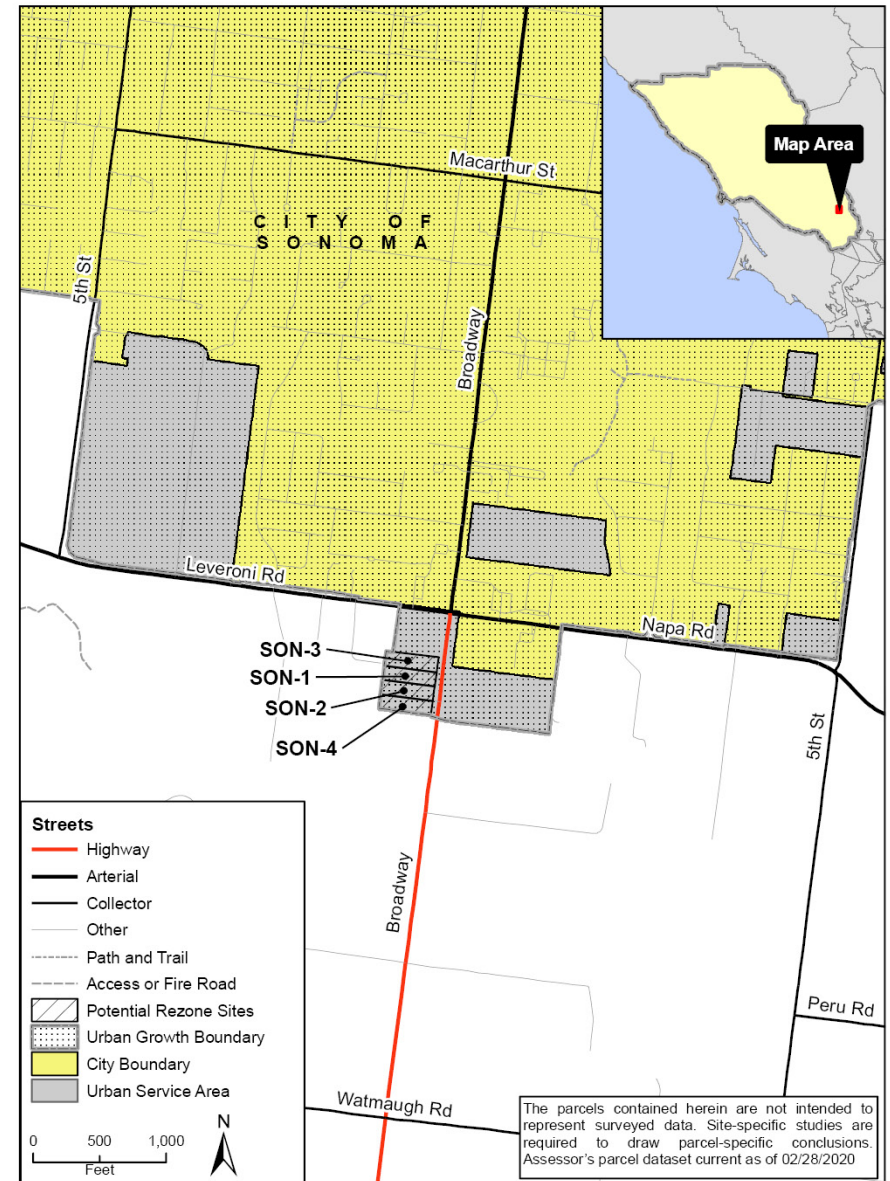 Map Area
Macarthur St
CITY OF
SONOMA
5th St
Broadway
Leveroni Rd
Napa Rd
SON-3
SON-1
SON-2
SON-4
5th St
Broadway
Peru Rd
Watmaugh Rd
Streets
Highway
Arterial
Collector
Other
Path and Trail
Access or Fire Road
Potential Rezone Sites
Urban Growth Boundary
City Boundary
Urban Service Area
N
0 500 1,000
Feet
The parcels contained herein are not intended to
represent surveyed data. Site-specific studies are
required to draw parcel-specific conclusions.
Assessor's parcel dataset current as of 02/28/2020